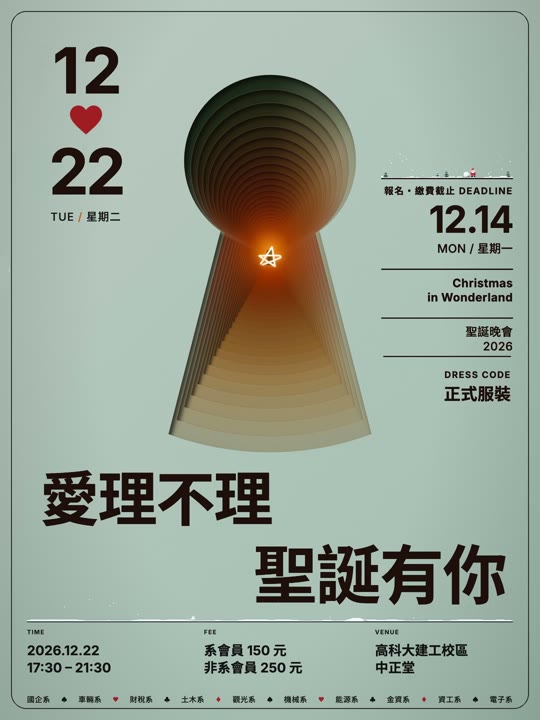 12
22
TUE / 星期二
報名・繳費截止 DEADLINE
12.14
MON / 星期一
Christmas
in Wonderland
聖誕晚會
2026
DRESS CODE
正式服裝
愛理不理
聖誕有你
TIME
2026.12.22
17:30 – 21:30
FEE
系會員 150 元
非系會員 250 元
VENUE
高科大建工校區
中正堂
國企系 ♠ 車輛系 ♥ 財稅系 ♣ 土木系 ♦ 觀光系 ♠ 機械系 ♥ 能源系 ♣ 金資系 ♦ 資工系 ♠ 電子系